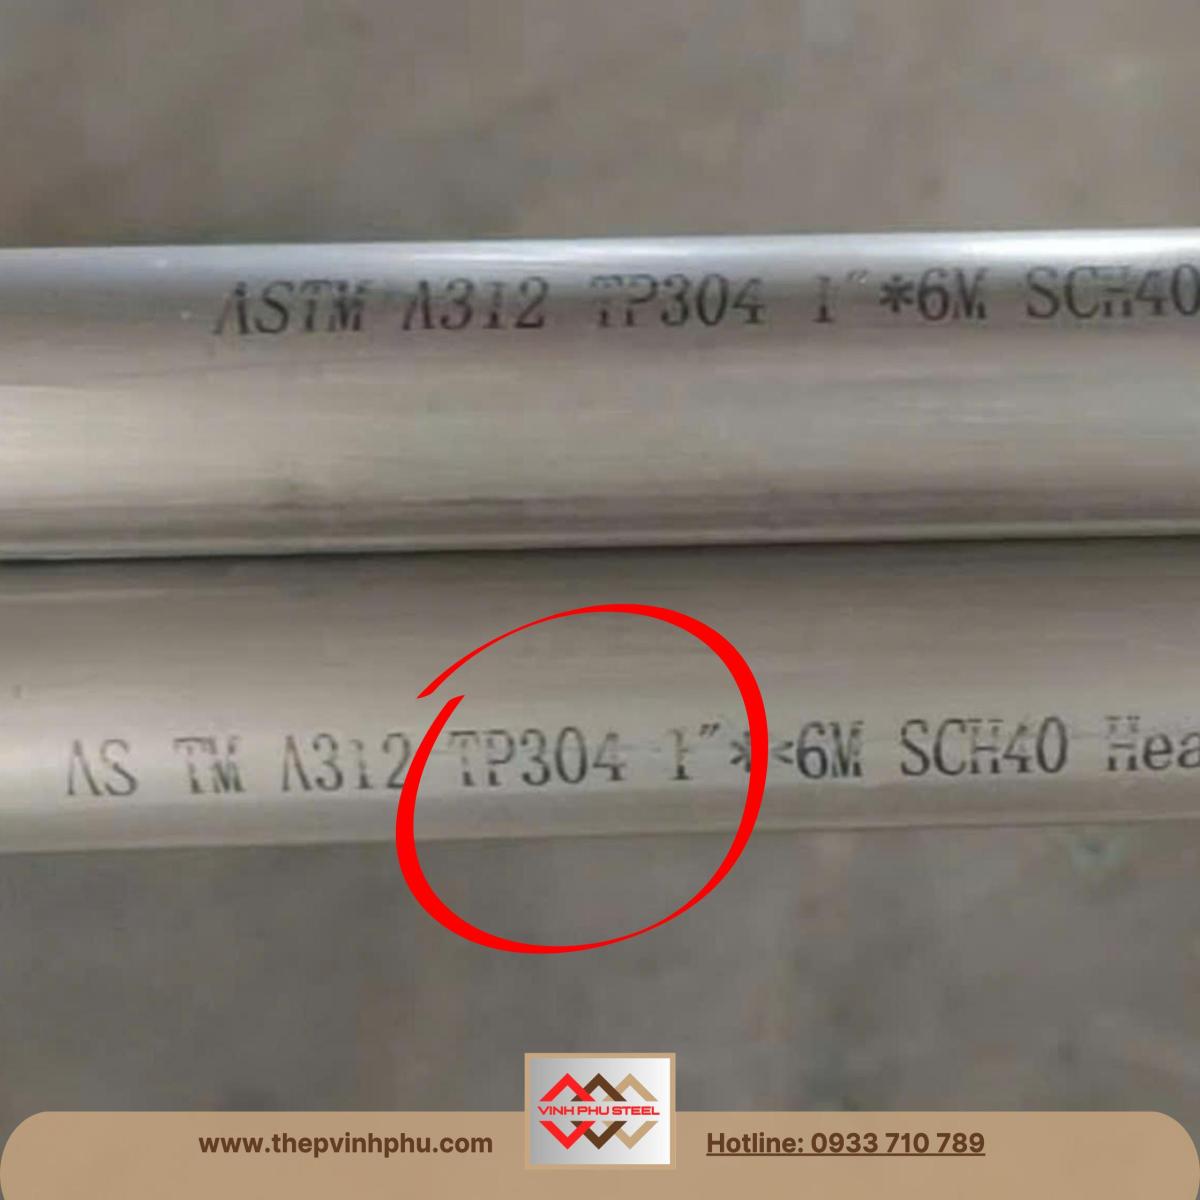 ASTM A312 TP304 1" *6M SCH40
AS TM A312 TP304 1"*<6M SCH40 Hea
VINH PHU STEEL
www.thepvinhphu.com
Hotline: 0933 710 789